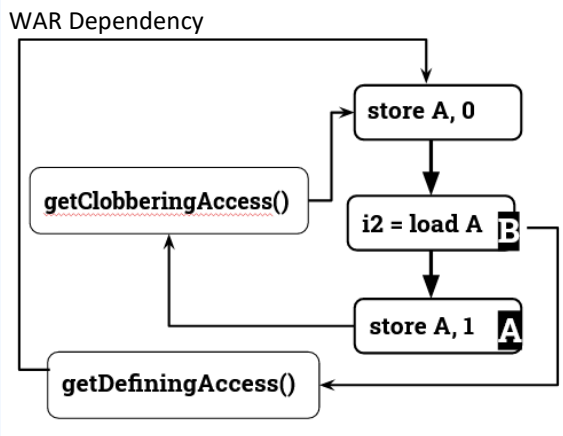 WAR Dependency
store A, 0
getClobberingAccess()
i2 = load A
B
store A, 1
A
getDefiningAccess()